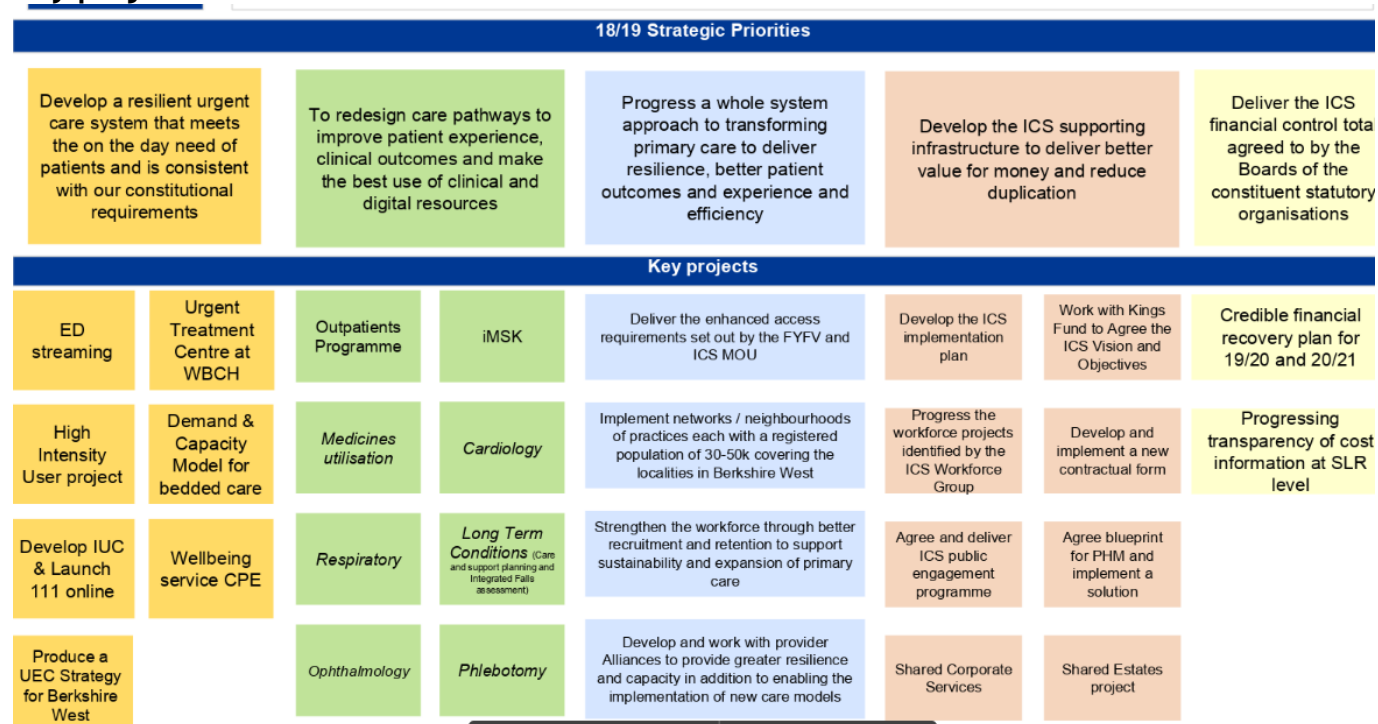 18/19 Strategic Priorities
Develop a resilient urgent
care system that meets
the on the day need of
patients and is consistent
with our constitutional
requirements
To redesign care pathways to
improve patient experience,
clinical outcomes and make
the best use of clinical and
digital resources
Progress a whole system
approach to transforming
primary care to deliver
resilience, better patient
outcomes and experience and
efficiency
Develop the ICS supporting
infrastructure to deliver better
value for money and reduce
duplication
Deliver the ICS
financial control total
agreed to by the
Boards of the
constituent statutory
organisations
Key projects
ED
streaming
Urgent
Treatment
Centre at
WBCH
Outpatients
Programme
iMSK
Deliver the enhanced access
requirements set out by the FYFV and
ICS MOU
Develop the ICS
implementation
plan
Work with Kings
Fund to Agree the
ICS Vision and
Objectives
Credible financial
recovery plan for
19/20 and 20/21
High
Intensity
User project
Demand &
Capacity
Model for
bedded care
Medicines
utilisation
Cardiology
Implement networks / neighbourhoods
of practices each with a registered
population of 30-50k covering the
localities in Berkshire West
Progress the
workforce projects
identified by the
ICS Workforce
Group
Develop and
implement a new
contractual form
Progressing
transparency of cost
information at SLR
level
Develop IUC
& Launch
111 online
Wellbeing
service CPE
Respiratory
Long Term
Conditions (Care
and support planning and
Integrated Falls
assessment)
Strengthen the workforce through better
recruitment and retention to support
sustainability and expansion of primary
care
Agree and deliver
ICS public
engagement
programme
Agree blueprint
for PHM and
implement a
solution
Produce a
UEC Strategy
for Berkshire
West
Ophthalmology
Phlebotomy
Develop and work with provider
Alliances to provide greater resilience
and capacity in addition to enabling the
implementation of new care models
Shared Corporate
Services
Shared Estates
project